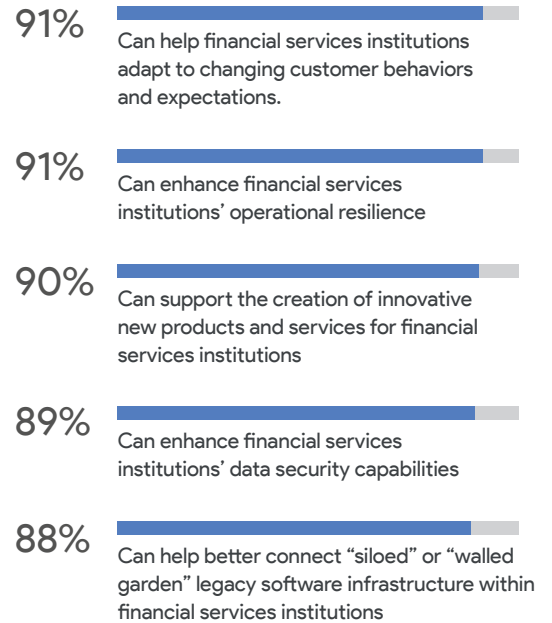 91%
Can help financial services institutions
adapt to changing customer behaviors
and expectations.
91%
Can enhance financial services
institutions’ operational resilience
90%
Can support the creation of innovative
new products and services for financial
services institutions
89%
Can enhance financial services
institutions’ data security capabilities
88%
Can help better connect “siloed” or “walled
garden” legacy software infrastructure within
financial services institutions